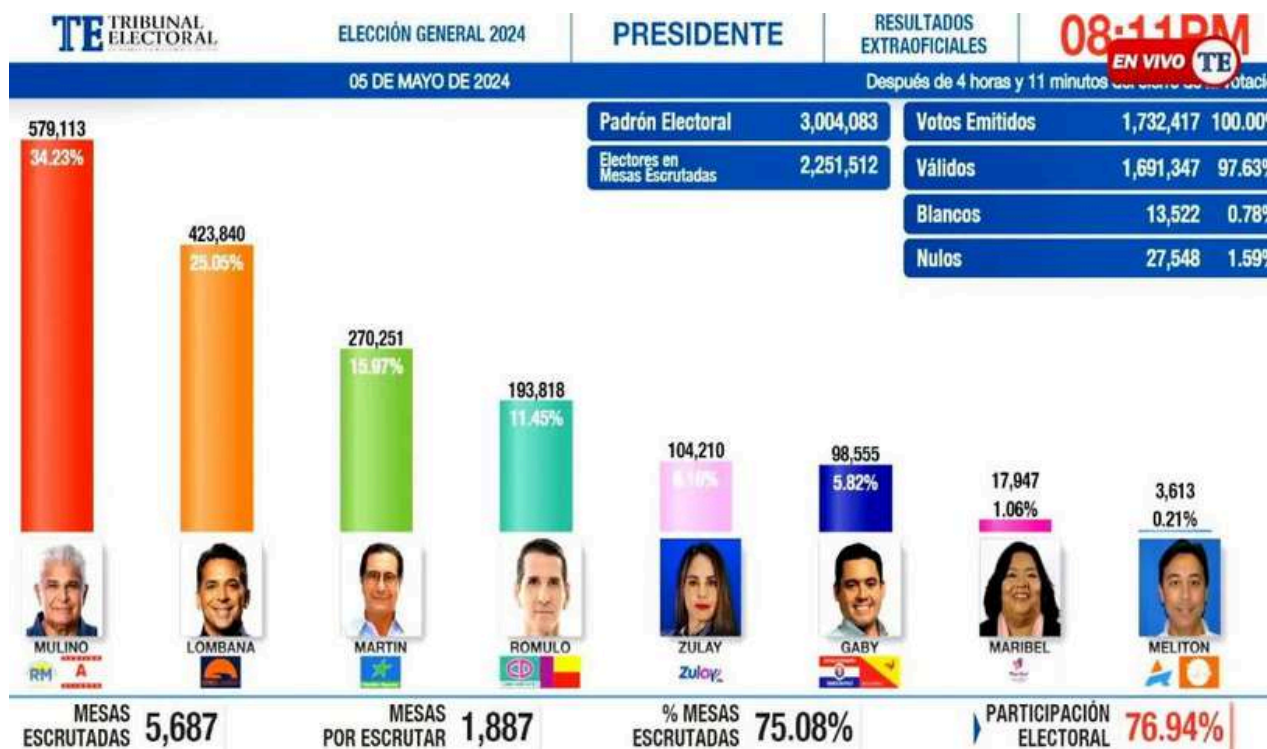 TE TRIBUNAL ELECTORAL
ELECCIÓN GENERAL 2024
PRESIDENTE
RESULTADOS EXTRAOFICIALES
08:11PM
EN VIVO TE
05 DE MAYO DE 2024
Después de 4 horas y 11 minutos
Padrón Electoral 3,004,083
Electores en Mesas Escrutadas 2,251,512
Votos Emitidos 1,732,417 100.00%
Válidos 1,691,347 97.63%
Blancos 13,522 0.78%
Nulos 27,548 1.59%
579,113
34.23%
423,840
25.05%
270,251
15.97%
193,818
11.45%
104,210
98,555
5.82%
17,947
1.06%
3,613
0.21%
MULINO
LOMBANA
MARTIN
ROMULO
ZULAY
GABY
MARIBEL
MELITON
RM
A
CD
Zulay
MESAS ESCRUTADAS 5,687
MESAS POR ESCRUTAR 1,887
% MESAS ESCRUTADAS 75.08%
PARTICIPACIÓN ELECTORAL 76.94%